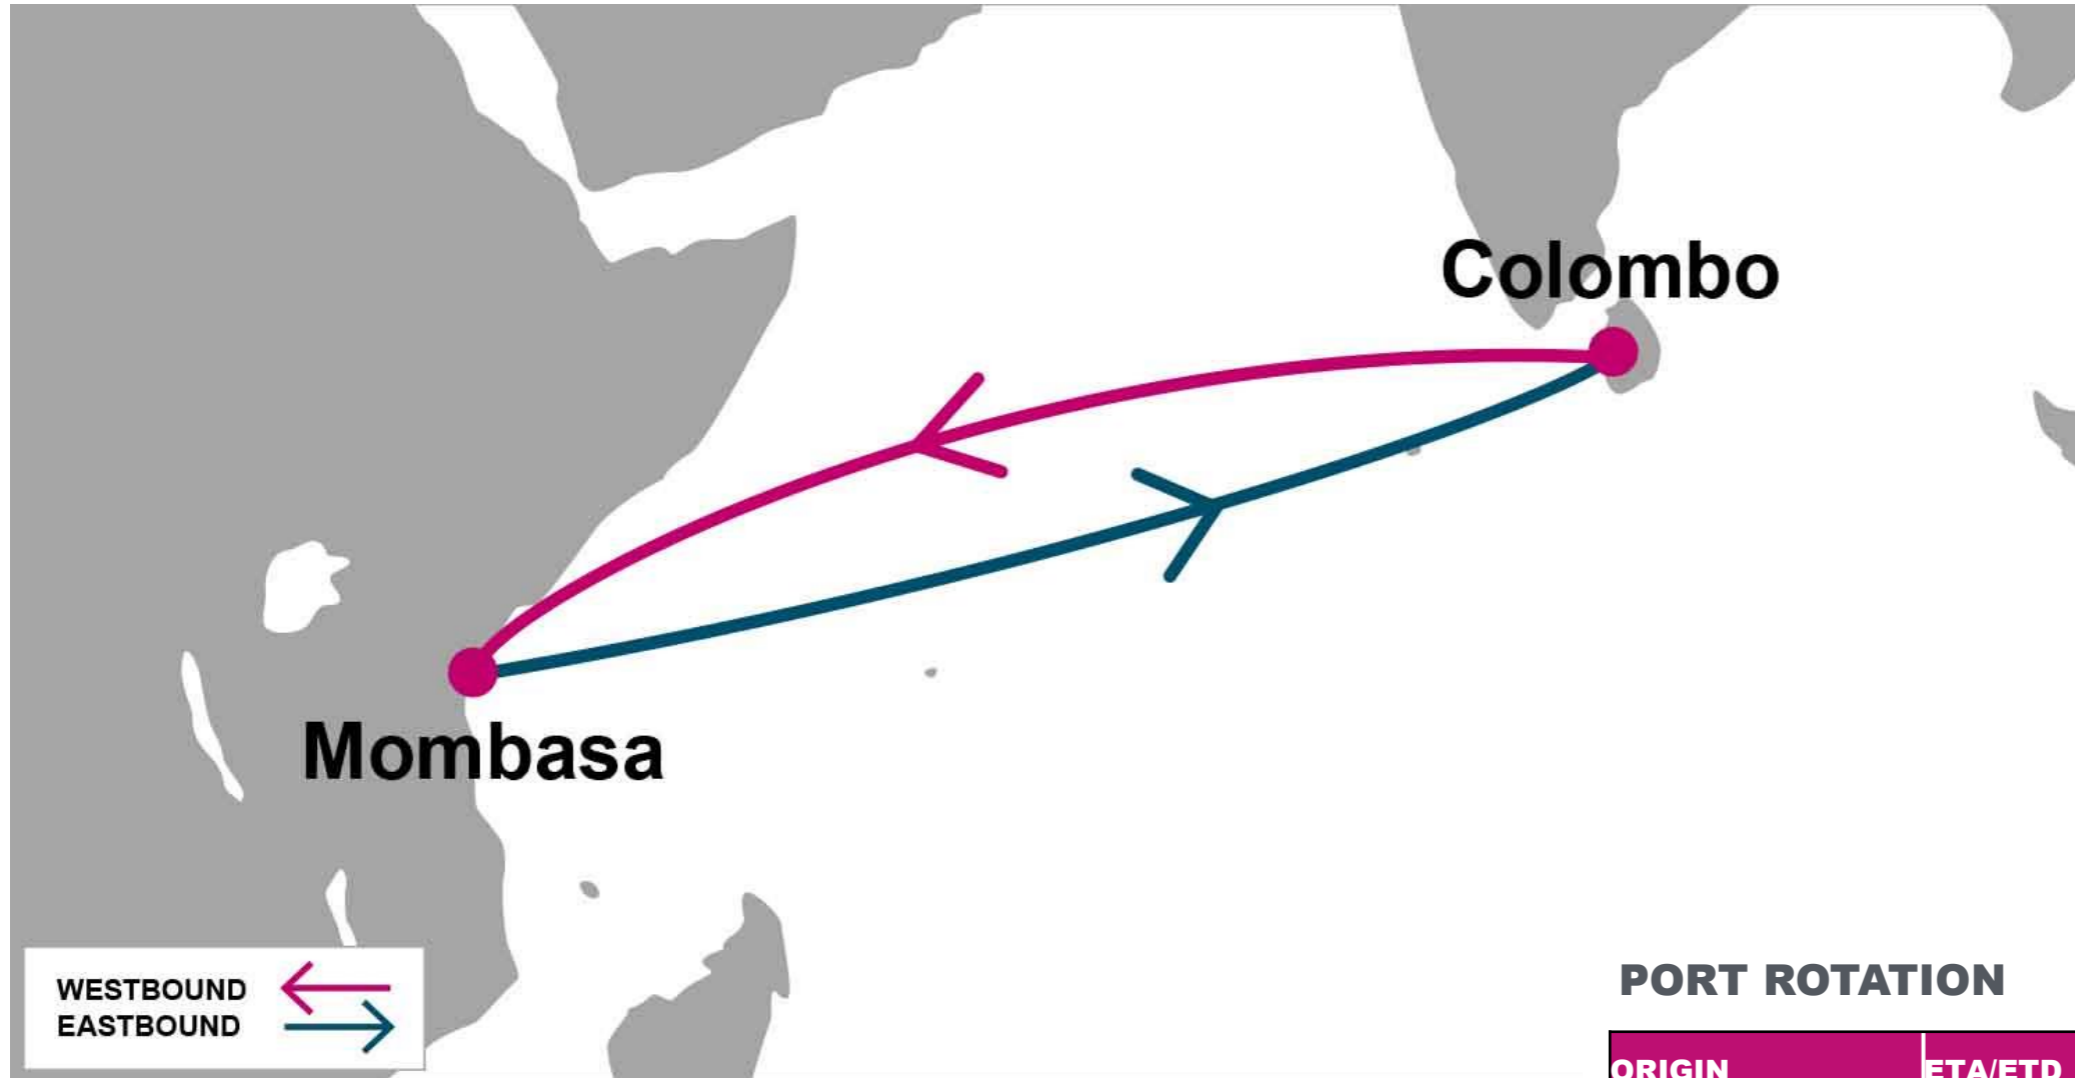 Colombo
Mombasa
WESTBOUND
EASTBOUND
PORT ROTATION
ORIGIN ETA/ETD